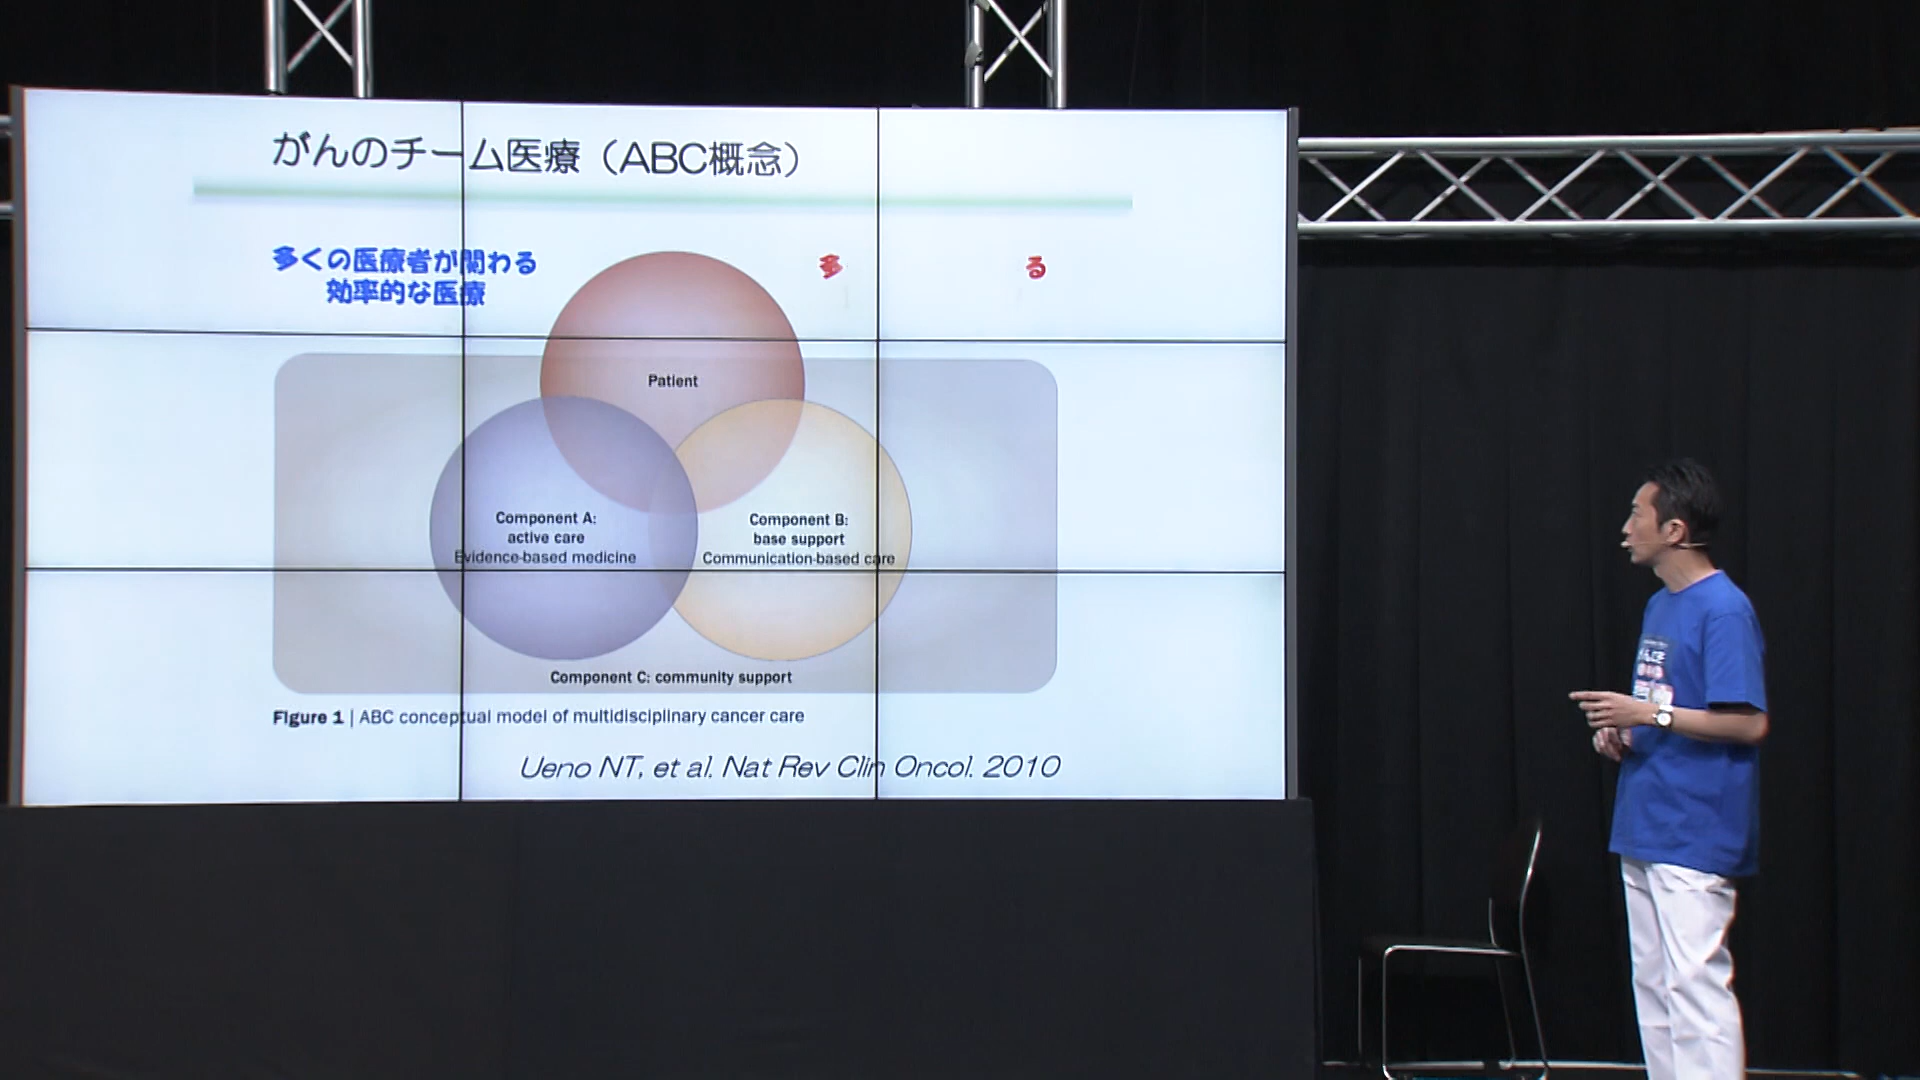 がんのチーム医療（ABC概念）
多くの医療者が関わる
効率的な医療
多 る
Patient
Component A:
active care
Evidence-based medicine
Component B:
base support
Communication-based care
Component C: community support
Figure 1 | ABC conceptual model of multidisciplinary cancer care
Ueno NT, et al. Nat Rev Clin Oncol. 2010